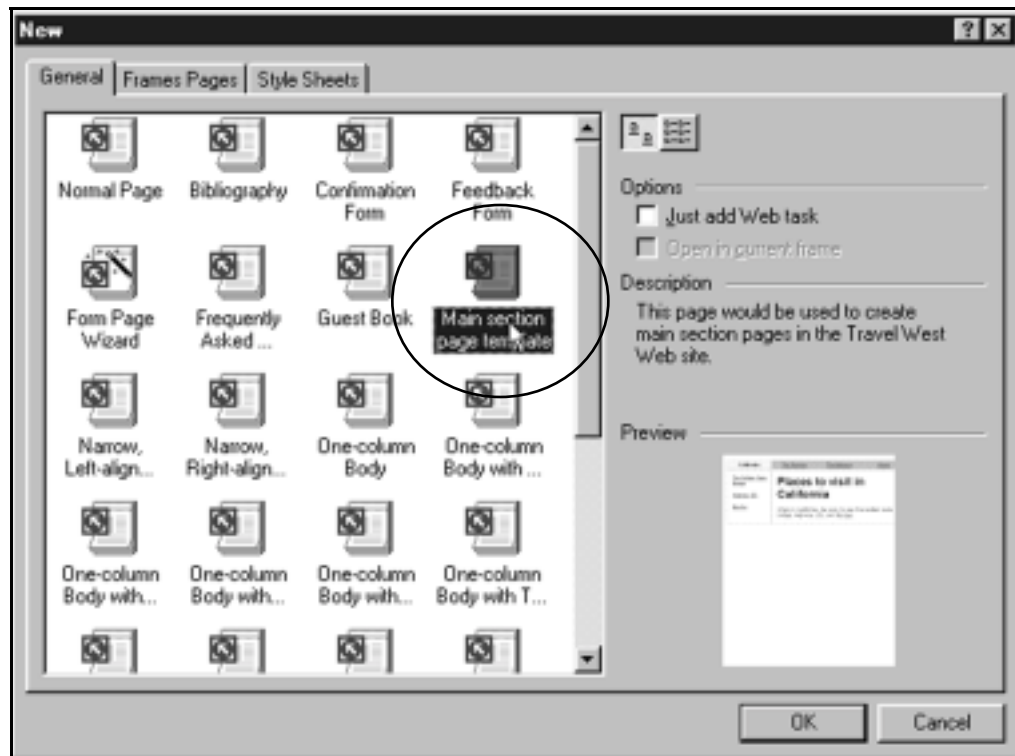 New
General Frames Pages Style Sheets
Normal Page Bibliography Confirmation Feedback
Form Form
Form Page Frequently Guest Book Main section
Wizard Asked ... page template
Narrow, Narrow, One-column One-column
Left-align... Right-align... Body Body with ...
One-column One-column One-column One-column
Body with... Body with... Body with... Body with T...
Options
Just add Web task
Open in current frame
Description
This page would be used to create
main section pages in the Travel West
Web site.
Preview
Places to visit in
California
OK Cancel